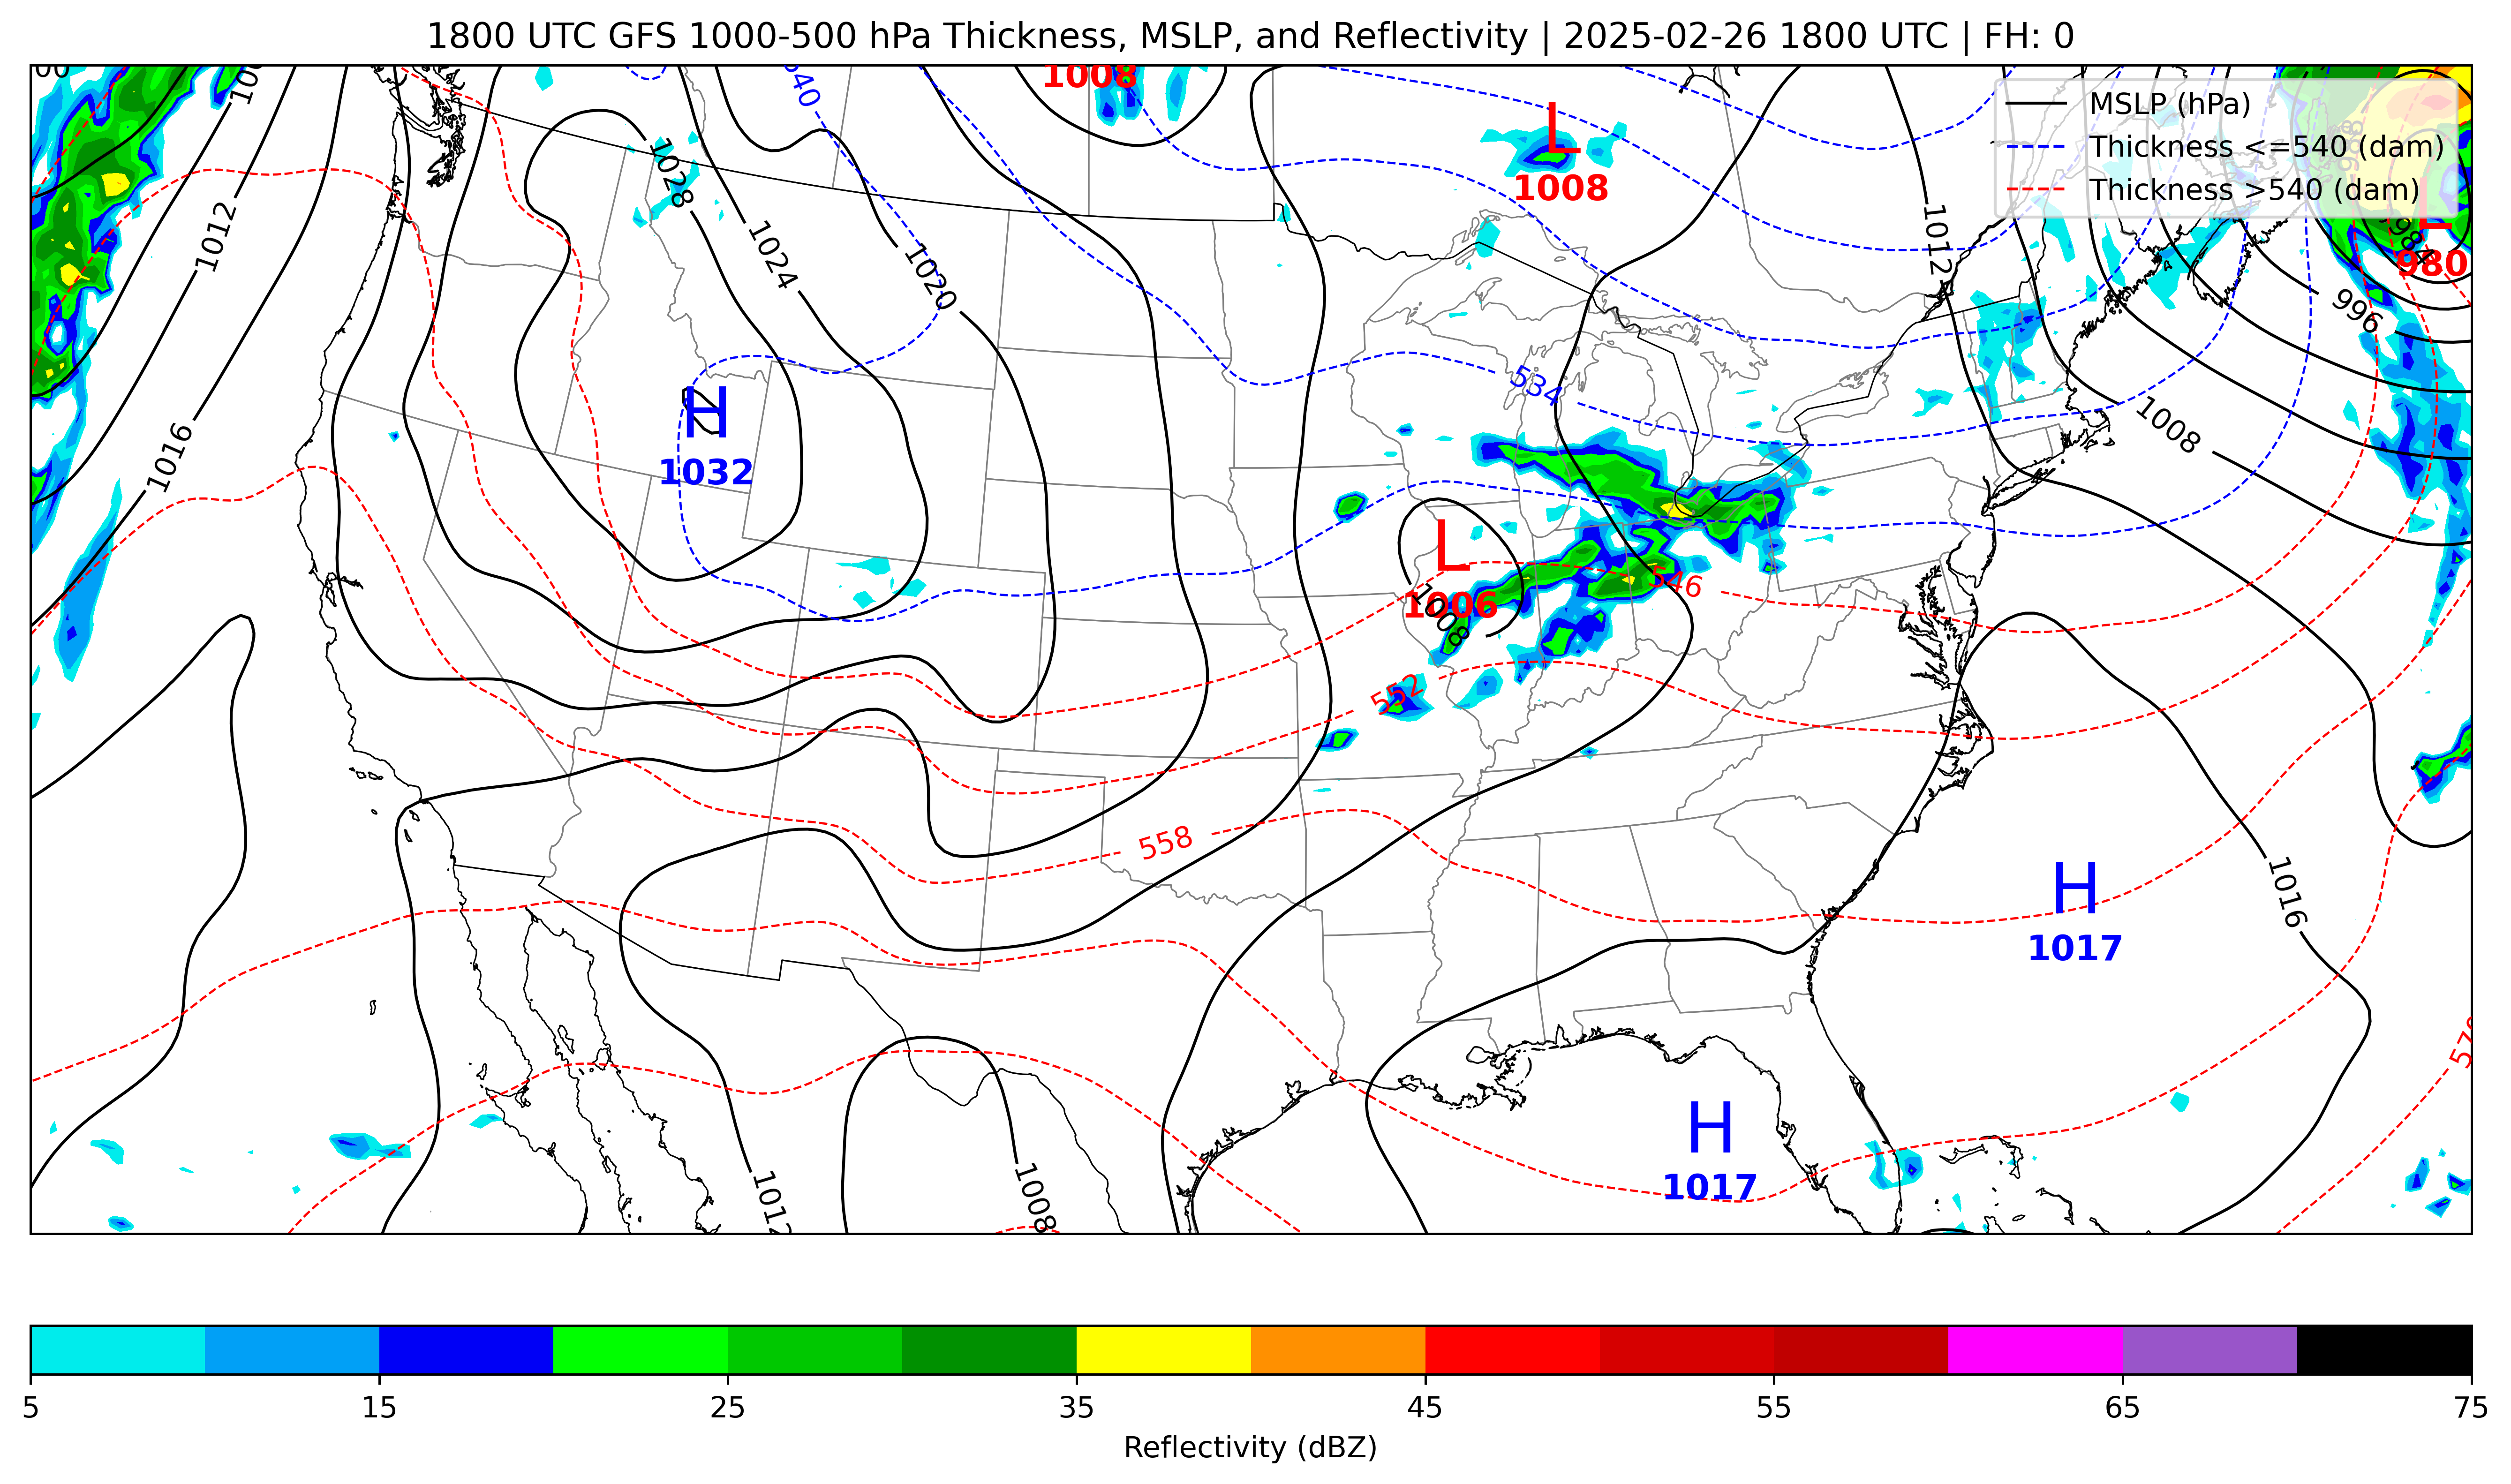 1800 UTC GFS 1000-500 hPa Thickness, MSLP, and Reflectivity | 2025-02-26 1800 UTC | FH: 0
MSLP (hPa)
Thickness <=540 (dam)
Thickness >540 (dam)
540
1008
L
1008
1012
1028
1024
1020
1012
980
996
1016
H
1032
534
1008
L
1006
1008
546
552
558
H
1017
1016
H
1017
1012
1008
5 15 25 35 45 55 65 75
Reflectivity (dBZ)